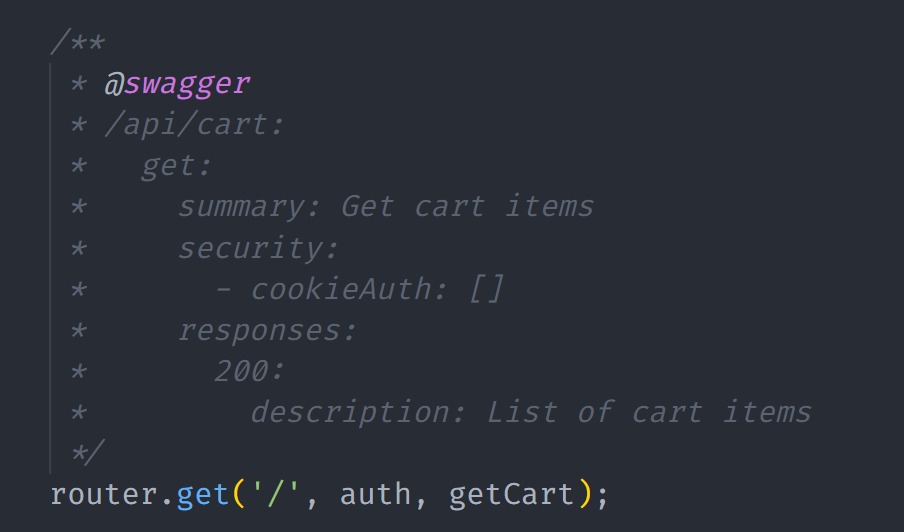 /**
 * @swagger
 * /api/cart:
 *   get:
 *     summary: Get cart items
 *     security:
 *       - cookieAuth: []
 *     responses:
 *       200:
 *         description: List of cart items
 */
router.get('/', auth, getCart);